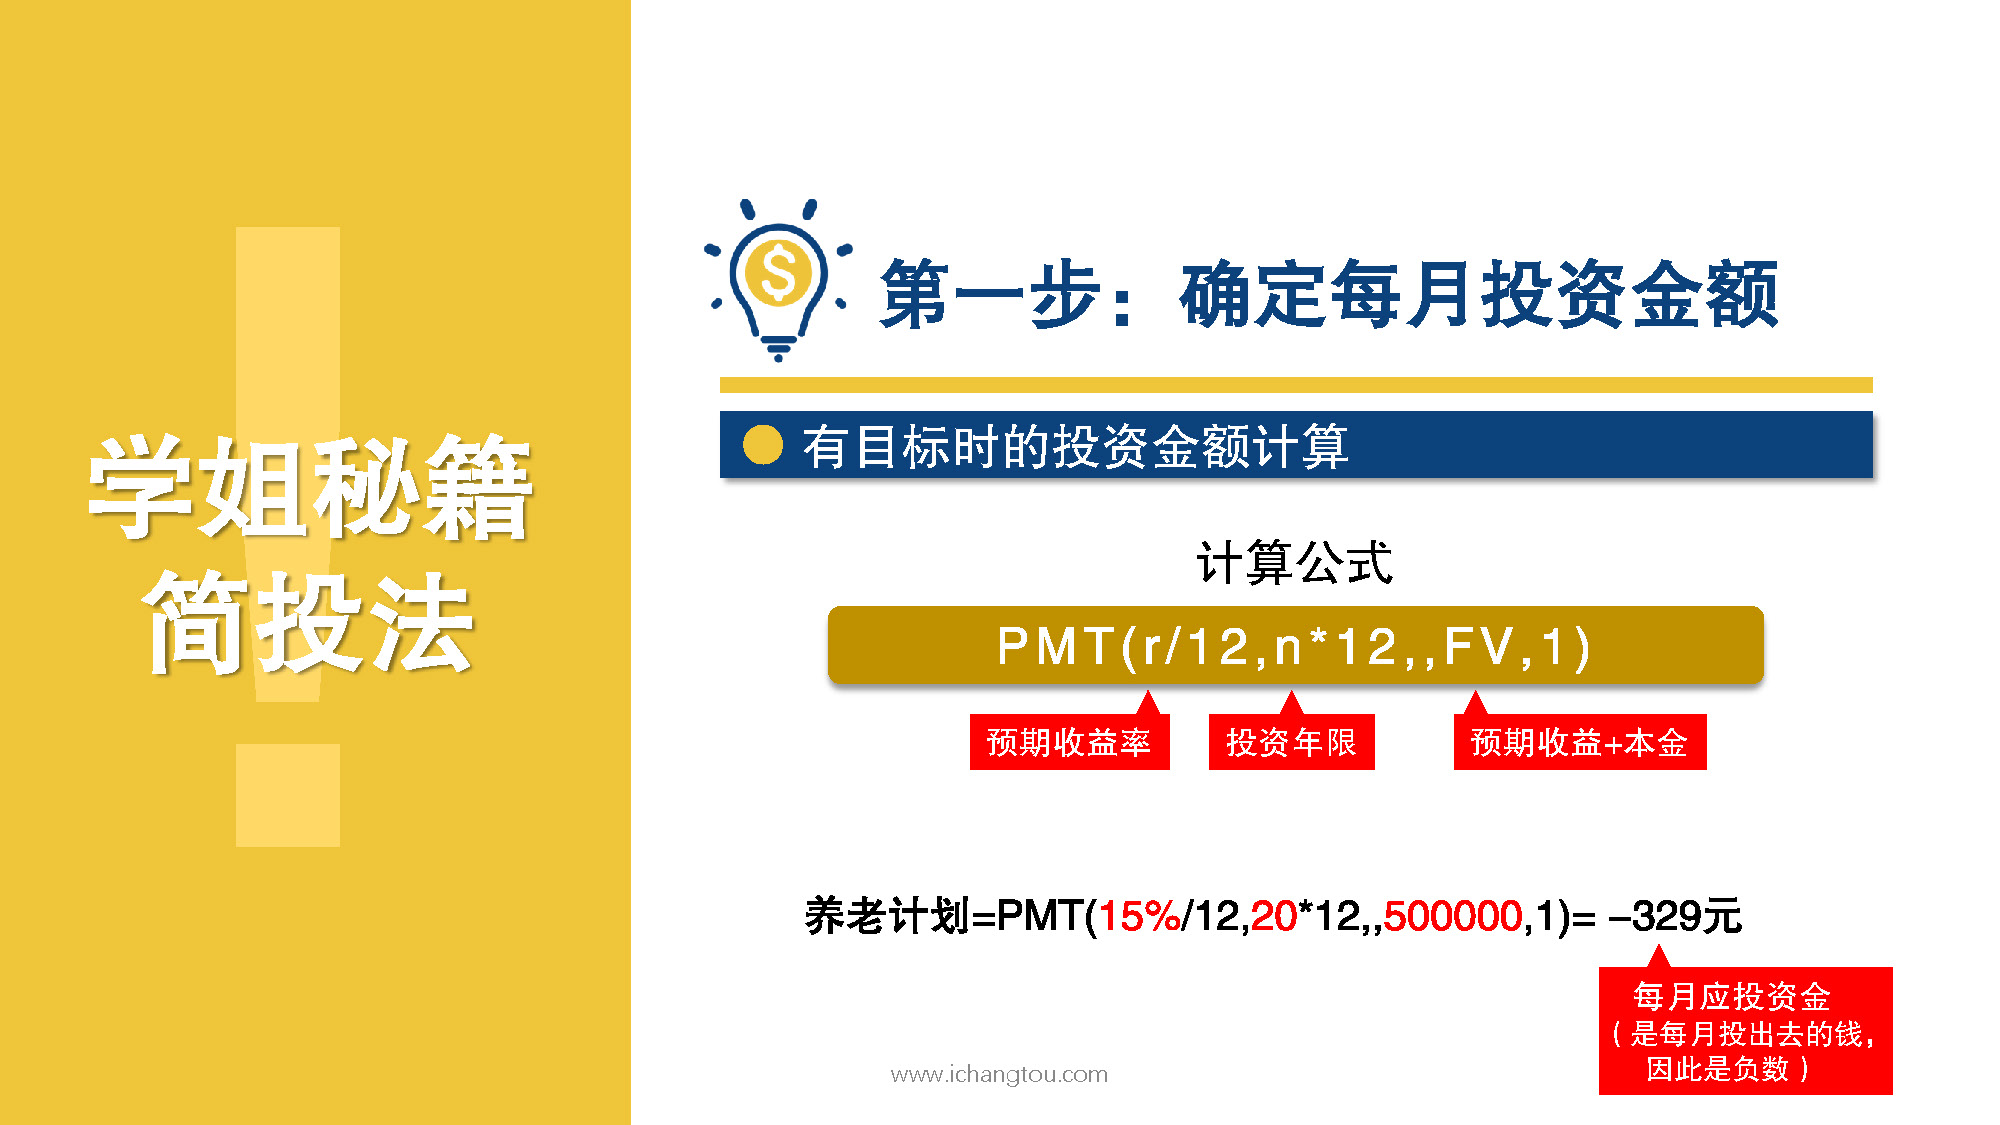 学姐秘籍
简投法
第一步：确定每月投资金额
有目标时的投资金额计算
计算公式
PMT(r/12,n*12,,FV,1)
预期收益率
投资年限
预期收益+本金
养老计划=PMT(15%/12,20*12,,500000,1)= -329元
每月应投资金
（是每月投出去的钱，
因此是负数）
www.ichangtou.com